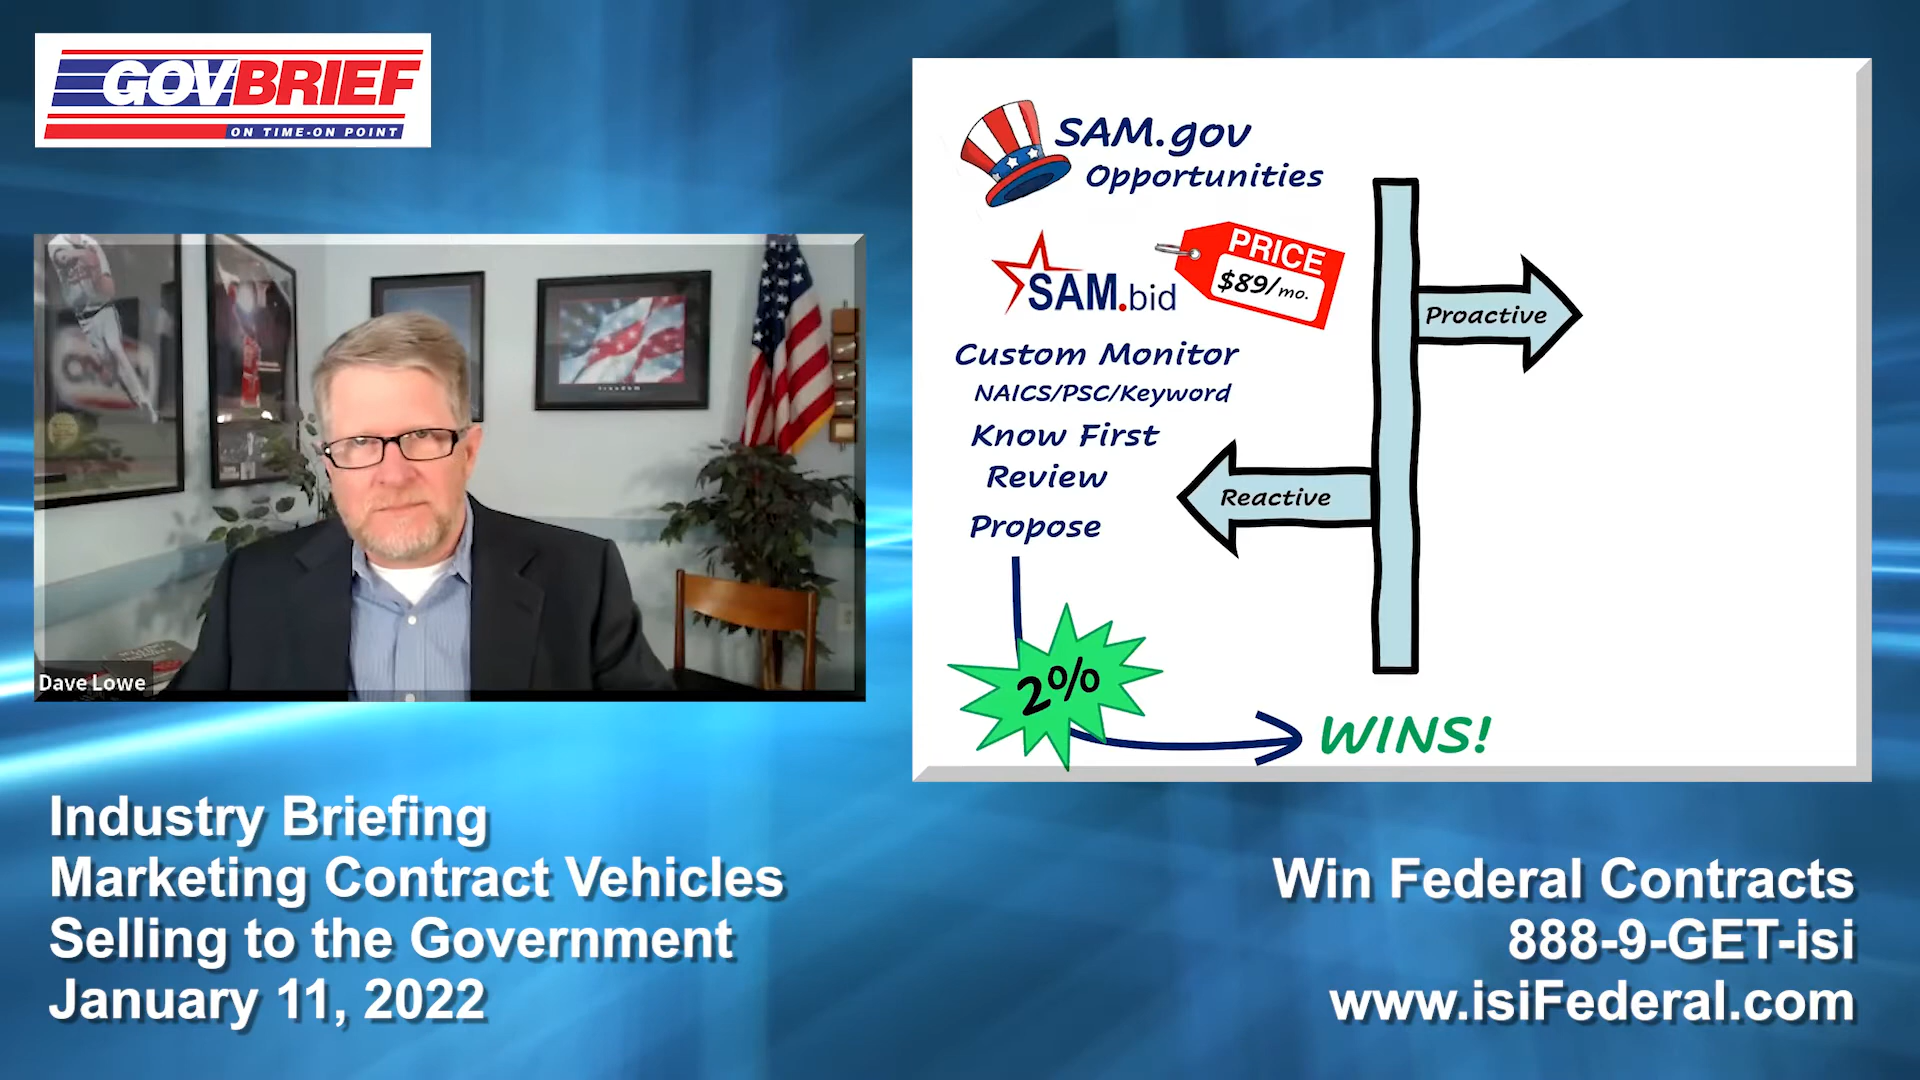 GOVBRIEF
ON TIME-ON POINT
Dave Lowe
SAM.gov
Opportunities
SAM.bid
PRICE
$89/mo.
Custom Monitor
NAICS/PSC/Keyword
Know First
Review
Propose
Proactive
Reactive
2%
WINS!
Industry Briefing
Marketing Contract Vehicles
Selling to the Government
January 11, 2022
Win Federal Contracts
888-9-GET-isi
www.isiFederal.com